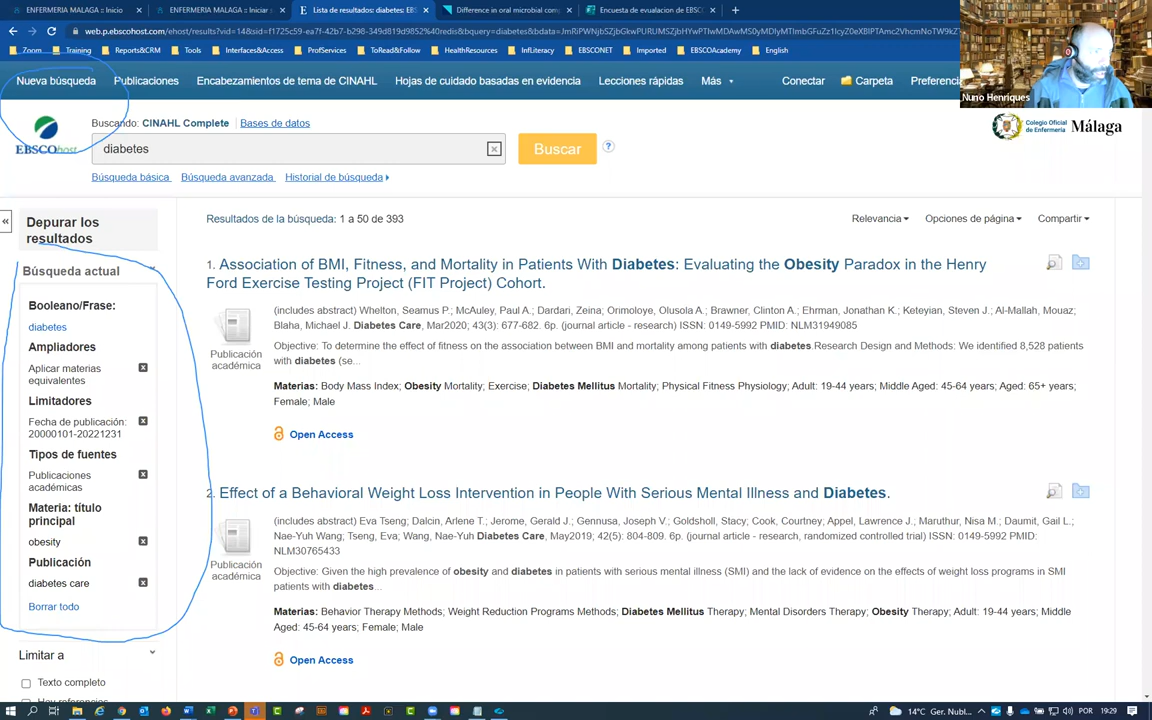 ENFERMERIA MALAGA :: Inicio
ENFERMERIA MALAGA :: Iniciar
Lista de resultados: diabetes: EBS
Difference in oral microbial com
Encuesta de evualacion de EBSC
web.p.ebscohost.com/ehost/results?vid=14&sid=
Zoom
Training
Reports&CRM
Tools
Interfaces&Access
ProfServices
ToRead&Follow
HealthResources
InfLiteracy
EBSCONET
Imported
EBSCOAcademy
English
Nuno Henriques
Nueva búsqueda
Publicaciones
Encabezamientos de tema de CINAHL
Hojas de cuidado basadas en evidencia
Lecciones rápidas
Más
Conectar
Carpeta
Preferencia
EBSCOhost
Buscando: CINAHL Complete
Bases de datos
diabetes
Buscar
?
Colegio Oficial
de Enfermería
Málaga
Búsqueda básica
Búsqueda avanzada
Historial de búsqueda
«
Depurar los
resultados
Búsqueda actual
Booleano/Frase:
diabetes
Ampliadores
Aplicar materias
equivalentes
Limitadores
Fecha de publicación:
20000101-20221231
Tipos de fuentes
Publicaciones
académicas
Materia: título
principal
obesity
Publicación
diabetes care
Borrar todo
Limitar a
Texto completo
Hay referencias
Resultados de la búsqueda: 1 a 50 de 393
Relevancia
Opciones de página
Compartir
1. Association of BMI, Fitness, and Mortality in Patients With Diabetes: Evaluating the Obesity Paradox in the Henry
Ford Exercise Testing Project (FIT Project) Cohort.
Publicación
académica
(includes abstract) Whelton, Seamus P.; McAuley, Paul A.; Dardari, Zeina; Orimoloye, Olusola A.; Brawner, Clinton A.; Ehrman, Jonathan K.; Keteyian, Steven J.; Al-Mallah, Mouaz;
Blaha, Michael J. Diabetes Care, Mar2020; 43(3): 677-682. 6p. (journal article - research) ISSN: 0149-5992 PMID: NLM31949085
Objective: To determine the effect of fitness on the association between BMI and mortality among patients with diabetes.Research Design and Methods: We identified 8,528 patients
with diabetes (se...
Materias: Body Mass Index; Obesity Mortality; Exercise; Diabetes Mellitus Mortality; Physical Fitness Physiology; Adult: 19-44 years; Middle Aged: 45-64 years; Aged: 65+ years;
Female; Male
Open Access
2. Effect of a Behavioral Weight Loss Intervention in People With Serious Mental Illness and Diabetes.
Publicación
académica
(includes abstract) Eva Tseng; Dalcin, Arlene T.; Jerome, Gerald J.; Gennusa, Joseph V.; Goldsholl, Stacy; Cook, Courtney; Appel, Lawrence J.; Maruthur, Nisa M.; Daumit, Gail L.;
Nae-Yuh Wang; Tseng, Eva; Wang, Nae-Yuh Diabetes Care, May2019; 42(5): 804-809. 6p. (journal article - research, randomized controlled trial) ISSN: 0149-5992 PMID:
NLM30765433
Objective: Given the high prevalence of obesity and diabetes in patients with serious mental illness (SMI) and the lack of evidence on the effects of weight loss programs in SMI
patients with diabetes...
Materias: Behavior Therapy Methods; Weight Reduction Programs Methods; Diabetes Mellitus Therapy; Mental Disorders Therapy; Obesity Therapy; Adult: 19-44 years; Middle
Aged: 45-64 years; Female; Male
Open Access
14°C Ger. Nubl...
POR
19:29